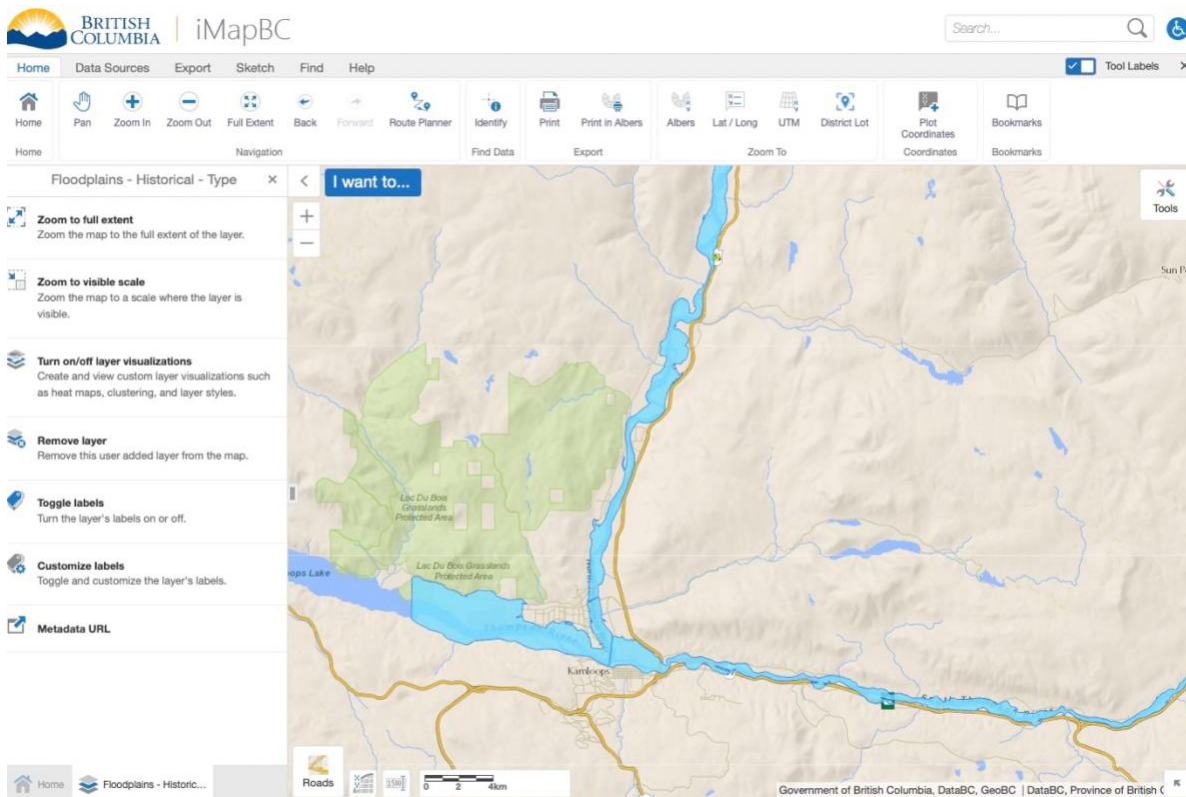 BRITISH
COLUMBIA
iMapBC
Search...
Home Data Sources Export Sketch Find Help
Tool Labels
Home Pan Zoom In Zoom Out Full Extent Back Forward Route Planner Identify Print Print in Albers Albers Lat / Long UTM District Lot Plot Coordinates Bookmarks
Home Navigation Find Data Export Zoom To Coordinates Bookmarks
Floodplains - Historical - Type
I want to...
Tools
Zoom to full extent
Zoom the map to the full extent of the layer.
Zoom to visible scale
Zoom the map to a scale where the layer is
visible.
Turn on/off layer visualizations
Create and view custom layer visualizations such
as heat maps, clustering, and layer styles.
Remove layer
Remove this user added layer from the map.
Toggle labels
Turn the layer's labels on or off.
Customize labels
Toggle and customize the layer's labels.
Metadata URL
Home
Floodplains - Historic...
Sun P
Lac Du Bois
Grasslands
Protected Area
Lac Du Bois Grasslands
Protected Area
oops Lake
Thompson River
Kamloops
Roads
0 2 4km
Government of British Columbia, DataBC, GeoBC | DataBC, Province of British C